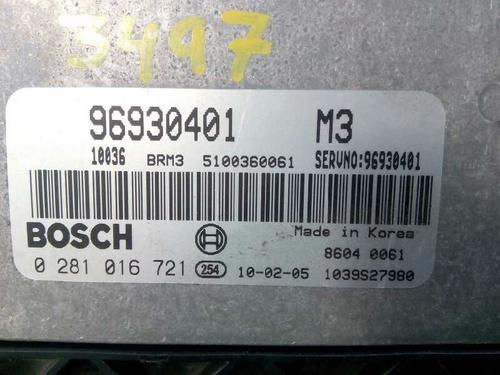 3497
96930401 M3
10036 BRM3 5100360061 SERVNO:96930401
BOSCH Made in Korea
8604 0061
0 281 016 721 254 10-02-05 1039S27980